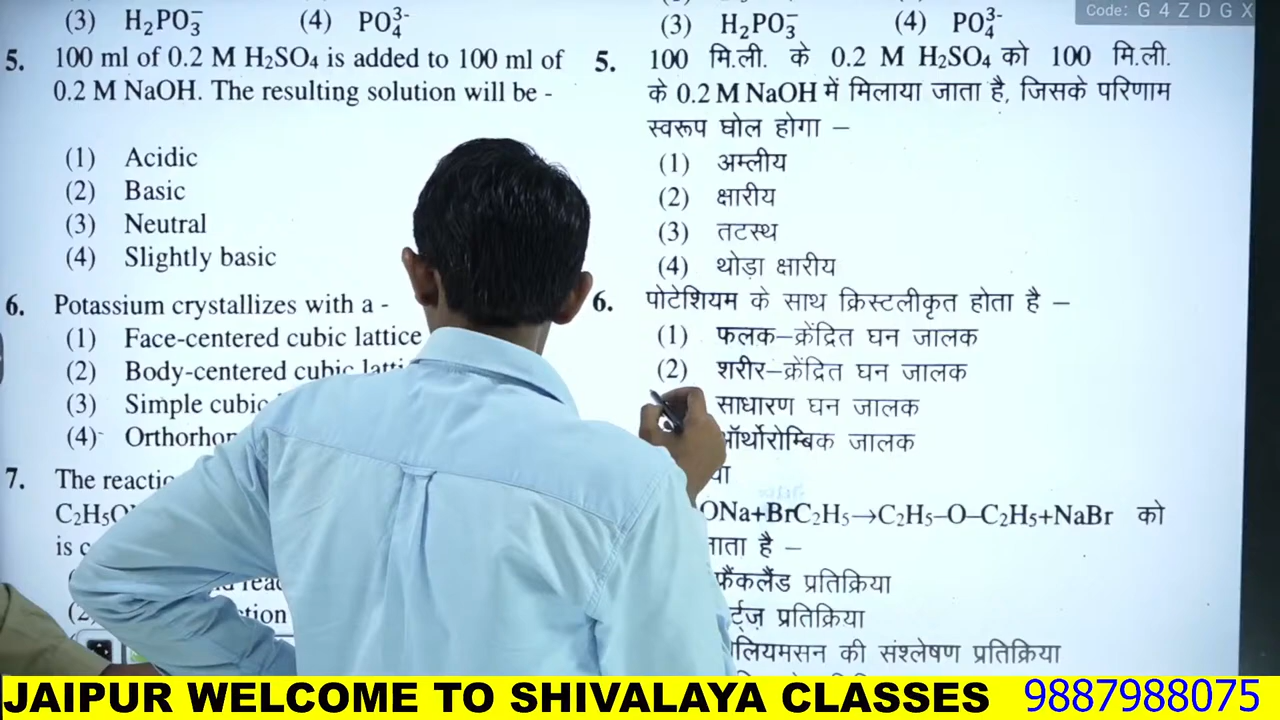 Code: G 4 Z D G X
(3) H₂PO₃⁻ (4) PO₄³⁻
5. 100 ml of 0.2 M H₂SO₄ is added to 100 ml of
0.2 M NaOH. The resulting solution will be -
(1) Acidic
(2) Basic
(3) Neutral
(4) Slightly basic
6. Potassium crystallizes with a -
(1) Face-centered cubic lattice
(2) Body-centered cubic
(3) Simple cubic
(4)
7. The
C₂H₅O
is
(3) H₂PO₃⁻ (4) PO₄³⁻
5. 100 मि.ली. के 0.2 M H₂SO₄ को 100 मि.ली.
के 0.2 M NaOH में मिलाया जाता है, जिसके परिणाम
स्वरूप घोल होगा –
(1) अम्लीय
(2) क्षारीय
(3) तटस्थ
(4) थोड़ा क्षारीय
6. पोटेशियम के साथ क्रिस्टलीकृत होता है –
(1) फलक–क्रेंद्रित घन जालक
(2) शरीर–क्रेंद्रित घन जालक
साधारण घन जालक
ऑर्थोरोम्बिक जालक
ONa+BrC₂H₅→C₂H₅–O–C₂H₅+NaBr को
है –
फ्रैंकलैंड प्रतिक्रिया
प्रतिक्रिया
की संश्लेषण प्रतिक्रिया
JAIPUR WELCOME TO SHIVALAYA CLASSES 9887988075